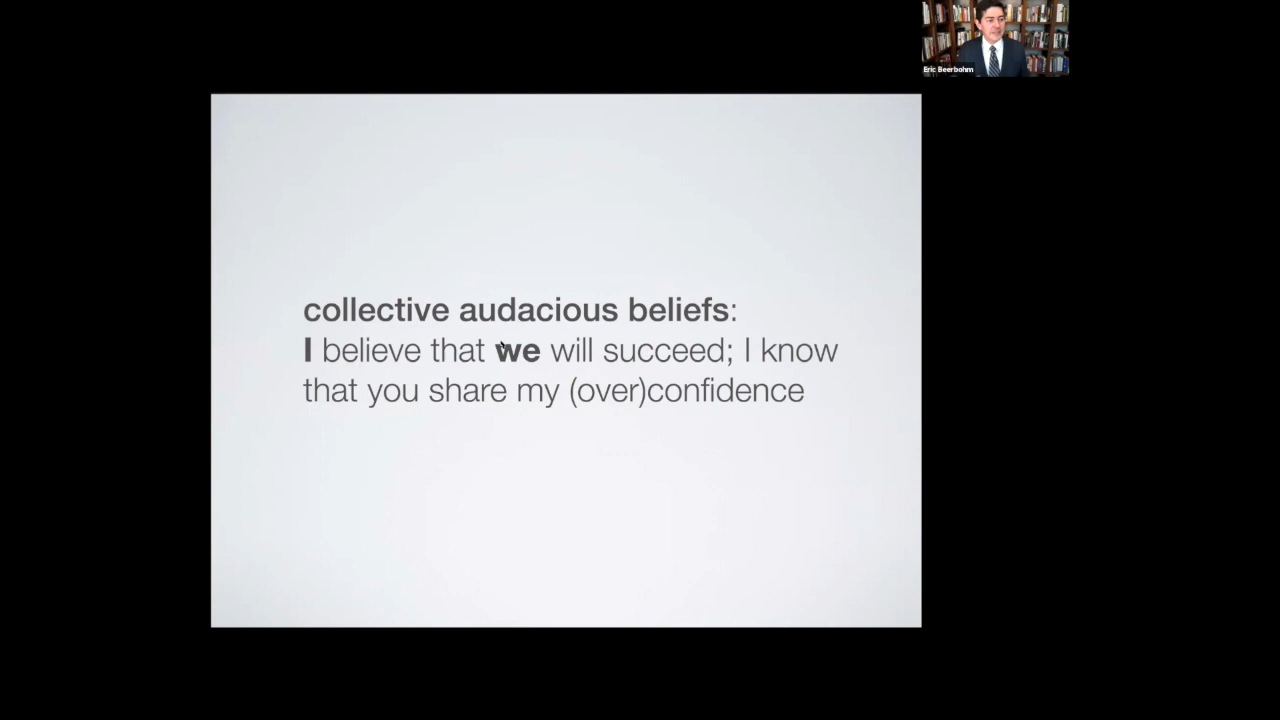 Eric Beerbohm
collective audacious beliefs:
I believe that we will succeed; I know
that you share my (over)confidence